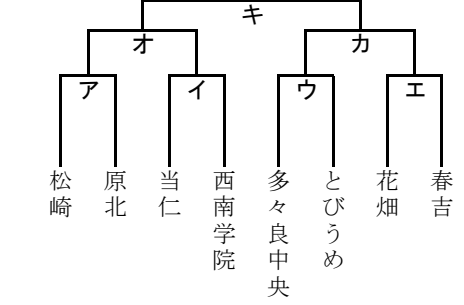 キ
オ
カ
ア
イ
ウ
エ
松崎
原北
当仁
西南学院
多々良中央
とびうめ
花畑
春吉